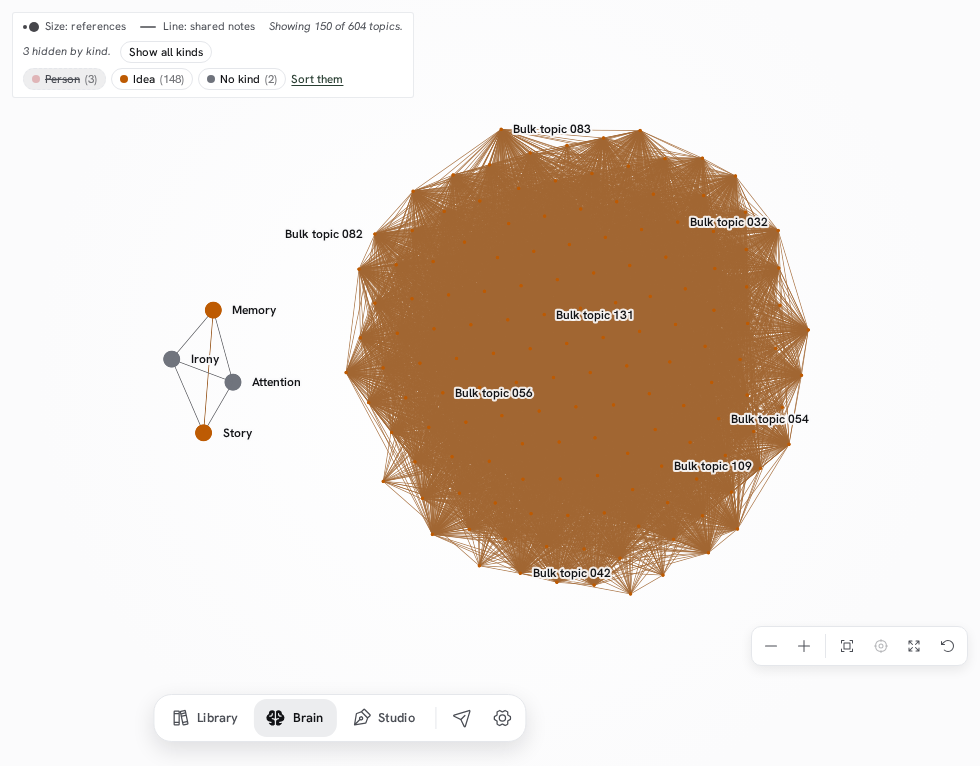 Size: references Line: shared notes Showing 150 of 604 topics.
3 hidden by kind. Show all kinds
Person (3) Idea (148) No kind (2) Sort them
Bulk topic 083
Bulk topic 032
Bulk topic 082
Memory
Bulk topic 131
Irony
Attention
Bulk topic 056
Bulk topic 054
Story
Bulk topic 109
Bulk topic 042
Library Brain Studio